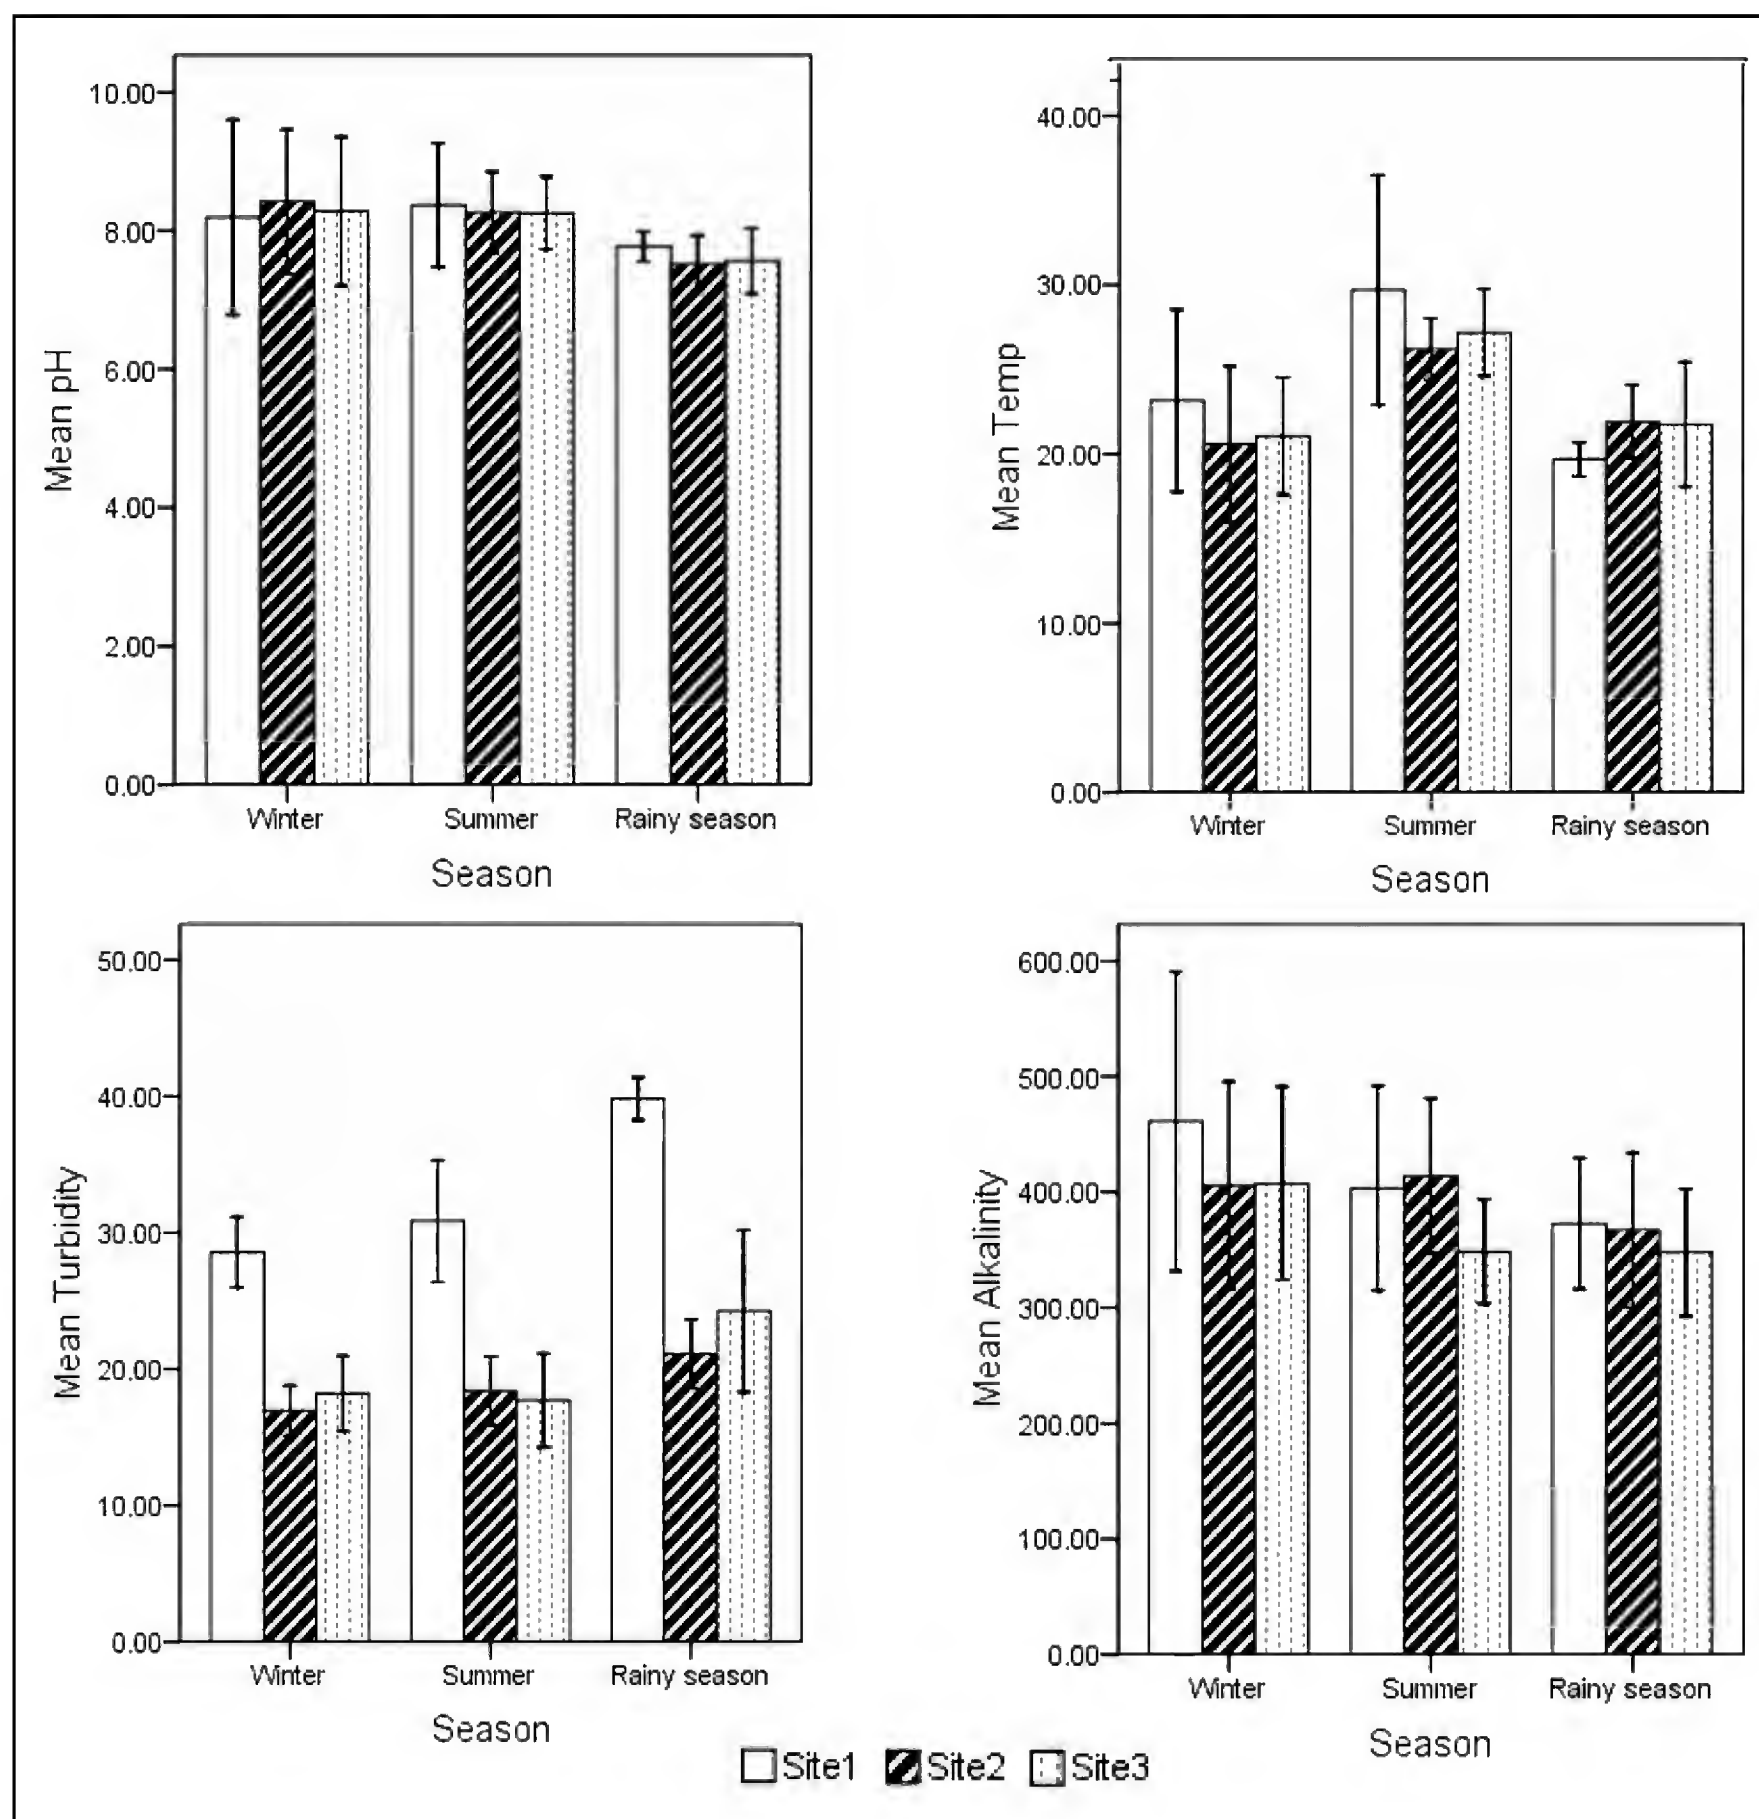 10.00
8.00
6.00
4.00
2.00
0.00
Mean pH
Winter Summer Rainy season
Season
40.00
30.00
20.00
10.00
0.00
Mean Temp
Winter Summer Rainy season
Season
50.00
40.00
30.00
20.00
10.00
0.00
Mean Turbidity
Winter Summer Rainy season
Season
600.00
500.00
400.00
300.00
200.00
100.00
0.00
Mean Alkalinity
Winter Summer Rainy season
Season
Site1 Site2 Site3